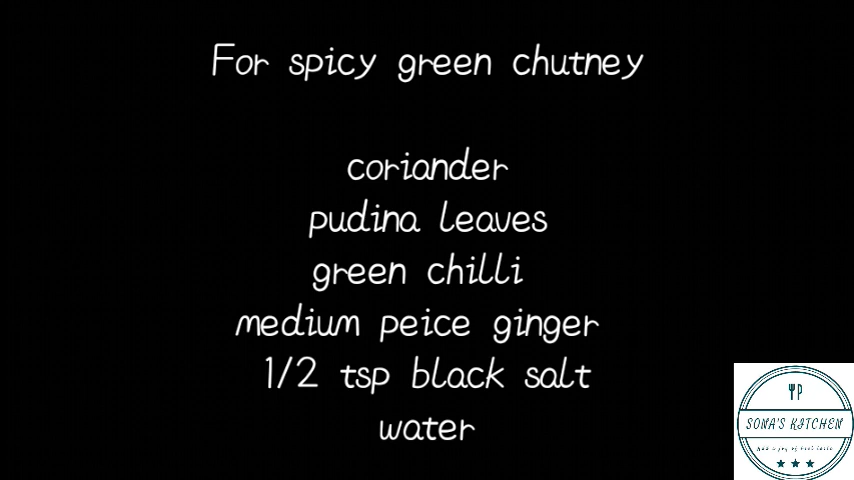 For spicy green chutney
coriander
pudina leaves
green chilli
medium peice ginger
1/2 tsp black salt
water
SONA'S KITCHEN